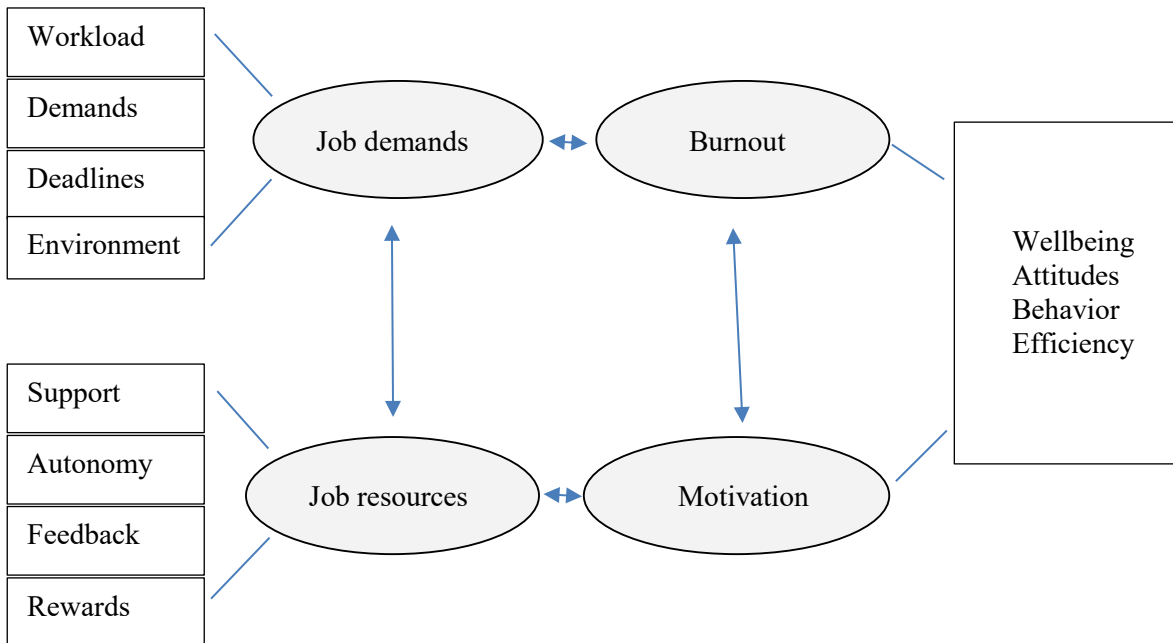 Workload
Demands
Deadlines
Environment
Job demands
Burnout
Wellbeing
Attitudes
Behavior
Efficiency
Support
Autonomy
Feedback
Rewards
Job resources
Motivation